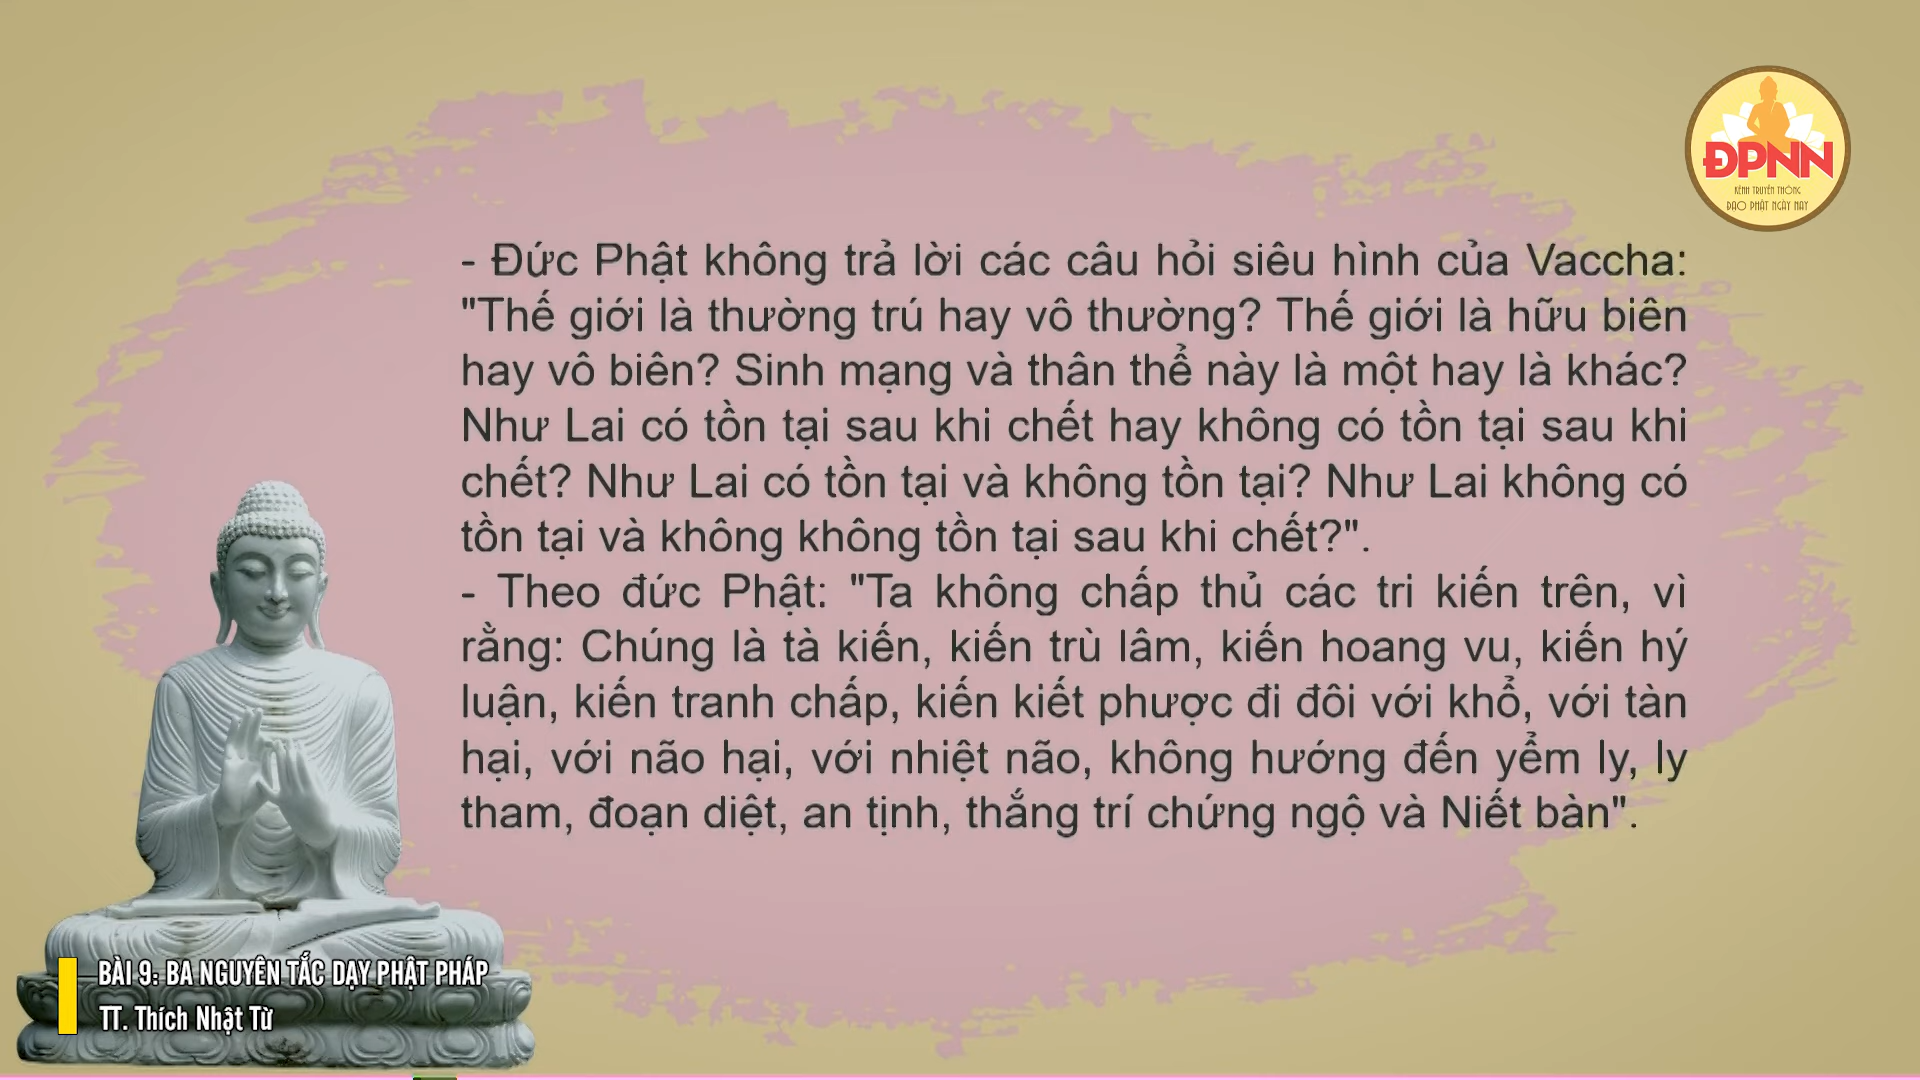 ĐPNN
KÊNH TRUYỀN THÔNG
ĐẠO PHẬT NGÀY NAY
- Đức Phật không trả lời các câu hỏi siêu hình của Vaccha:
"Thế giới là thường trú hay vô thường? Thế giới là hữu biên
hay vô biên? Sinh mạng và thân thể này là một hay là khác?
Như Lai có tồn tại sau khi chết hay không có tồn tại sau khi
chết? Như Lai có tồn tại và không tồn tại? Như Lai không có
tồn tại và không không tồn tại sau khi chết?".
- Theo đức Phật: "Ta không chấp thủ các tri kiến trên, vì
rằng: Chúng là tà kiến, kiến trù lâm, kiến hoang vu, kiến hý
luận, kiến tranh chấp, kiến kiết phược đi đôi với khổ, với tàn
hại, với não hại, với nhiệt não, không hướng đến yểm ly, ly
tham, đoạn diệt, an tịnh, thắng trí chứng ngộ và Niết bàn".
BÀI 9: BA NGUYÊN TẮC DẠY PHẬT PHÁP
TT. Thích Nhật Từ